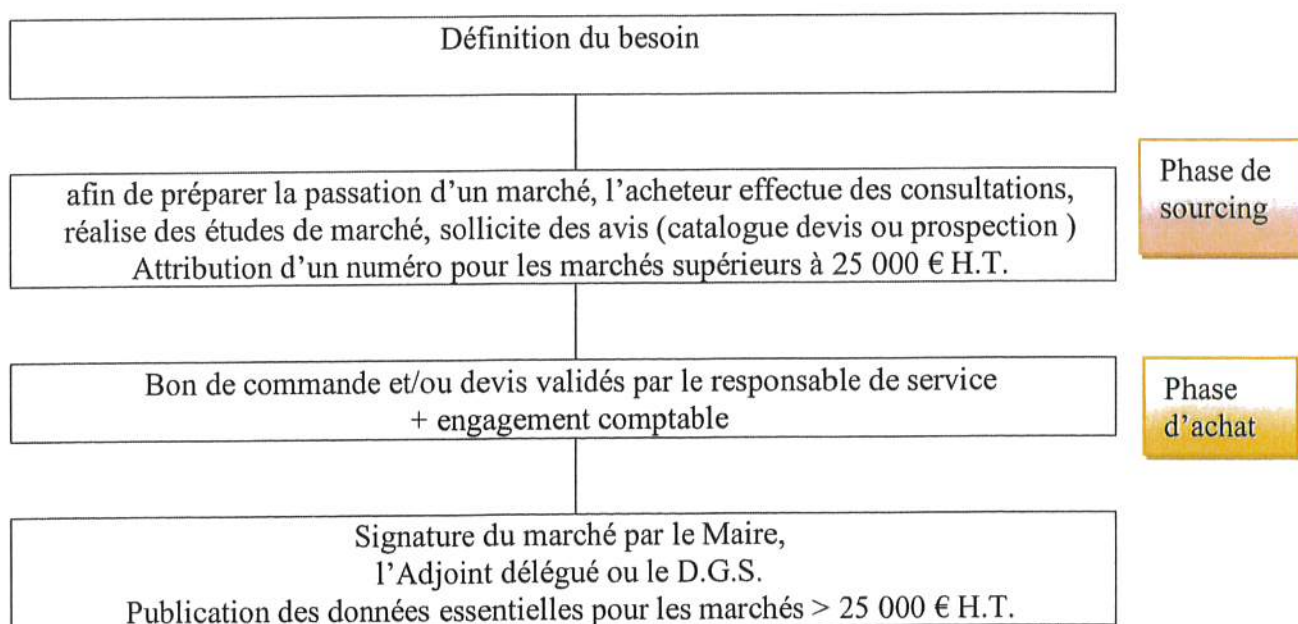 Définition du besoin
afin de préparer la passation d’un marché, l’acheteur effectue des consultations,
réalise des études de marché, sollicite des avis (catalogue devis ou prospection )
Attribution d’un numéro pour les marchés supérieurs à 25 000 € H.T.
Phase de
sourcing
Bon de commande et/ou devis validés par le responsable de service
+ engagement comptable
Phase
d’achat
Signature du marché par le Maire,
l’Adjoint délégué ou le D.G.S.
Publication des données essentielles pour les marchés > 25 000 € H.T.